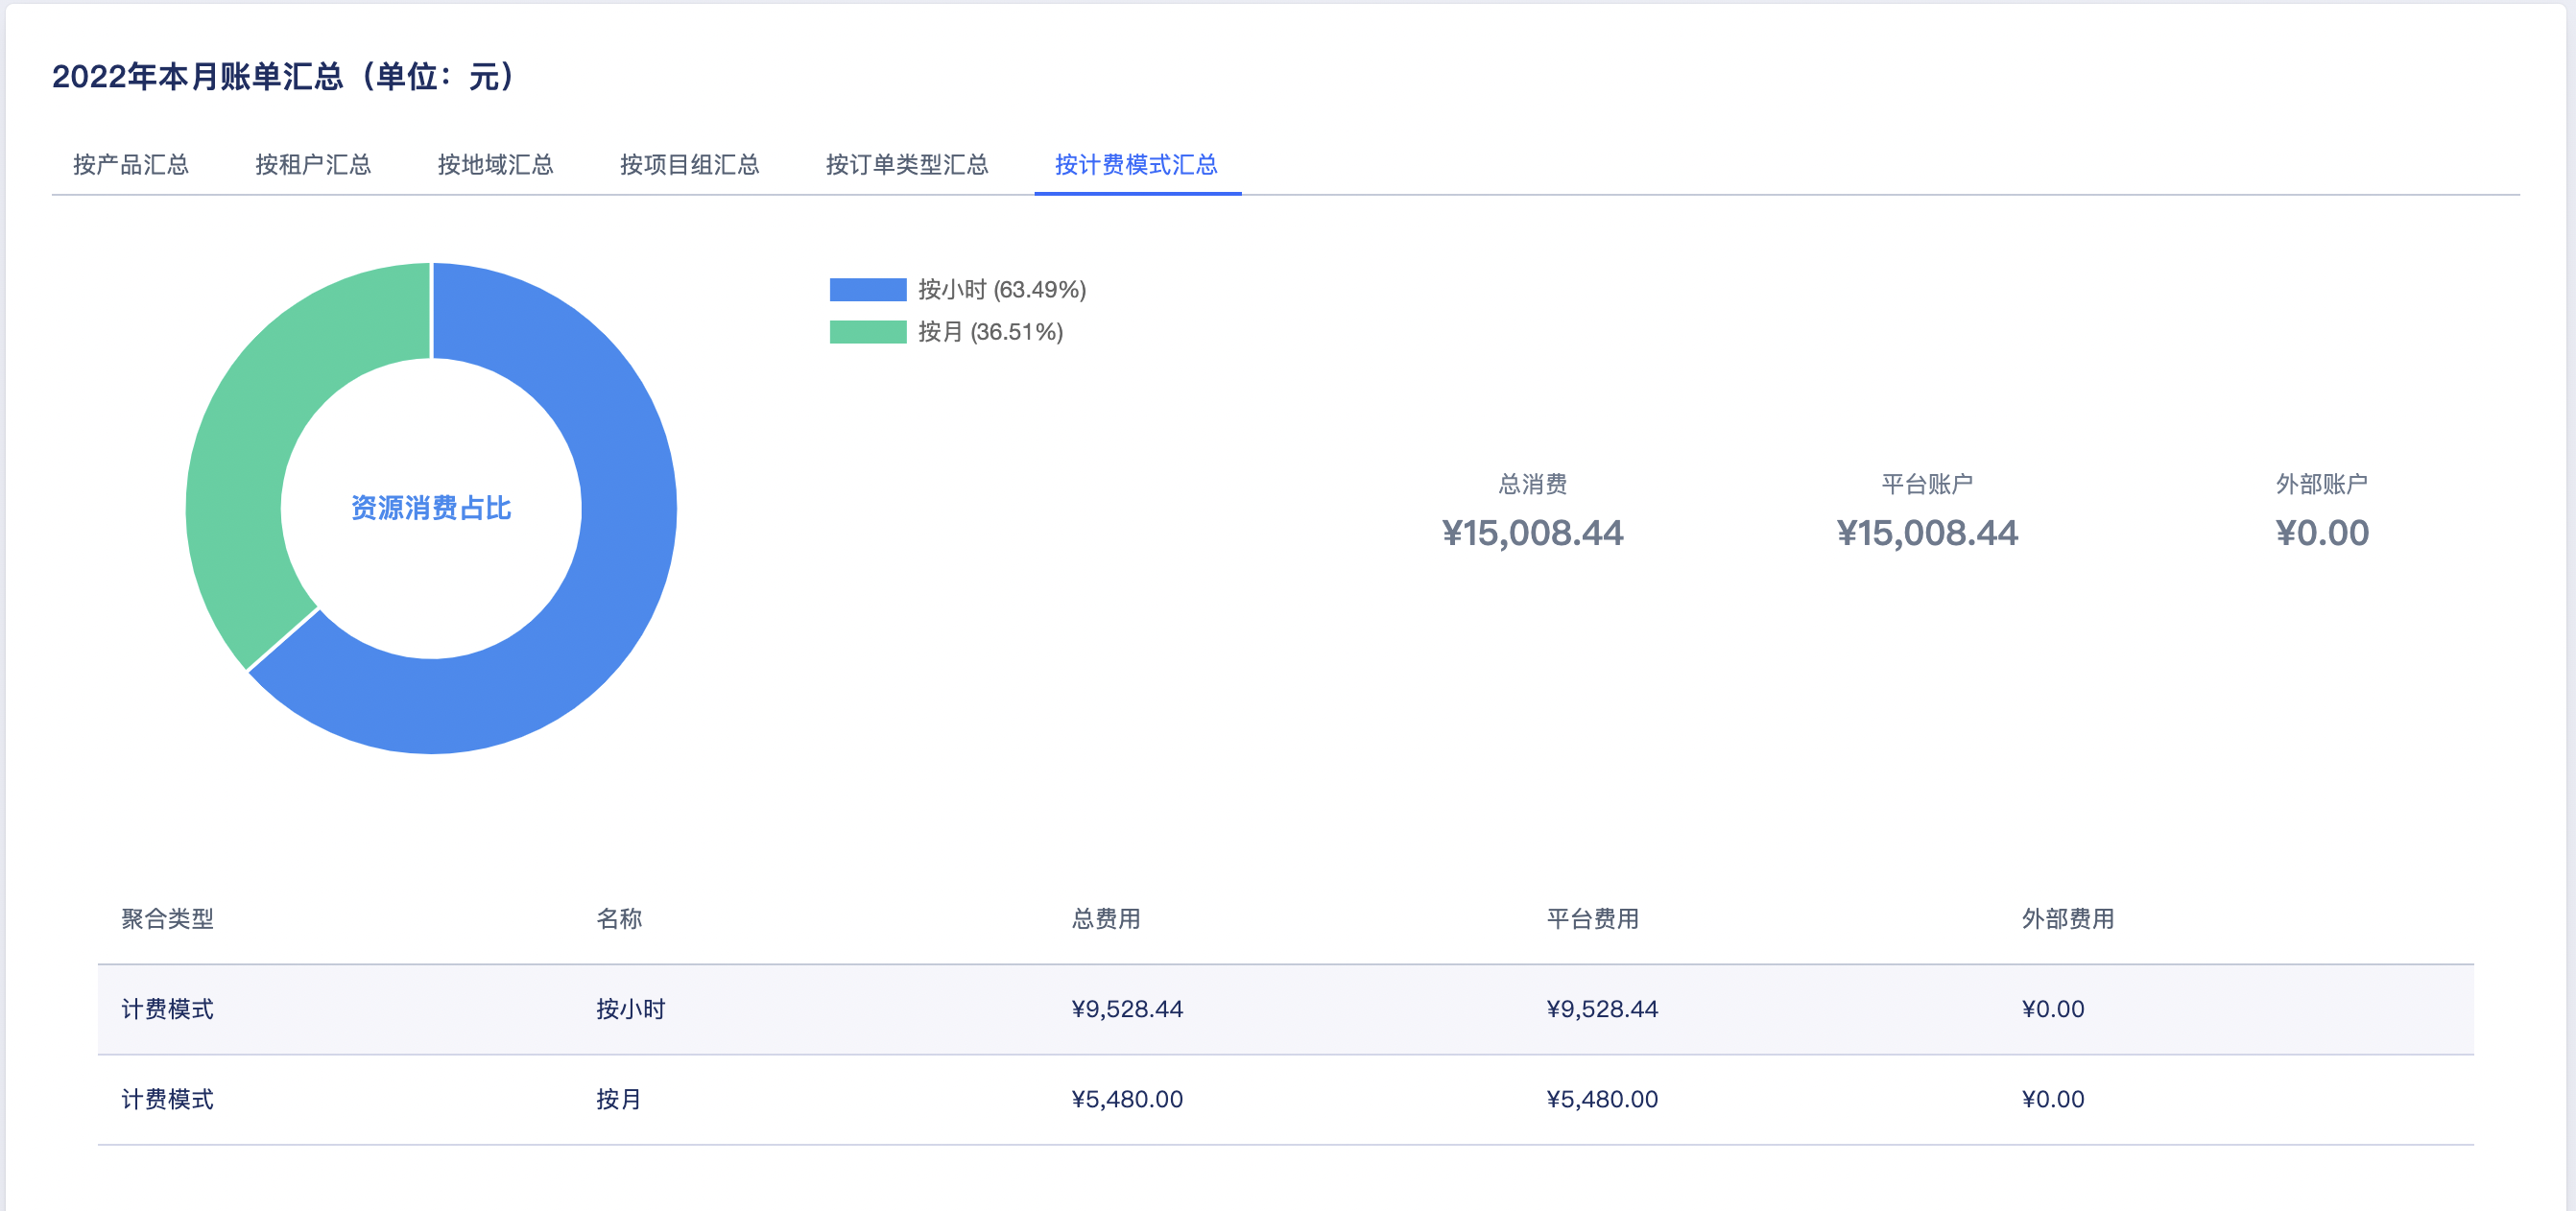 2022年本月账单汇总（单位：元）
按产品汇总 按租户汇总 按地域汇总 按项目组汇总 按订单类型汇总 按计费模式汇总
按小时 (63.49%)
按月 (36.51%)
资源消费占比
总消费 平台账户 外部账户
¥15,008.44 ¥15,008.44 ¥0.00
聚合类型 名称 总费用 平台费用 外部费用
计费模式 按小时 ¥9,528.44 ¥9,528.44 ¥0.00
计费模式 按月 ¥5,480.00 ¥5,480.00 ¥0.00